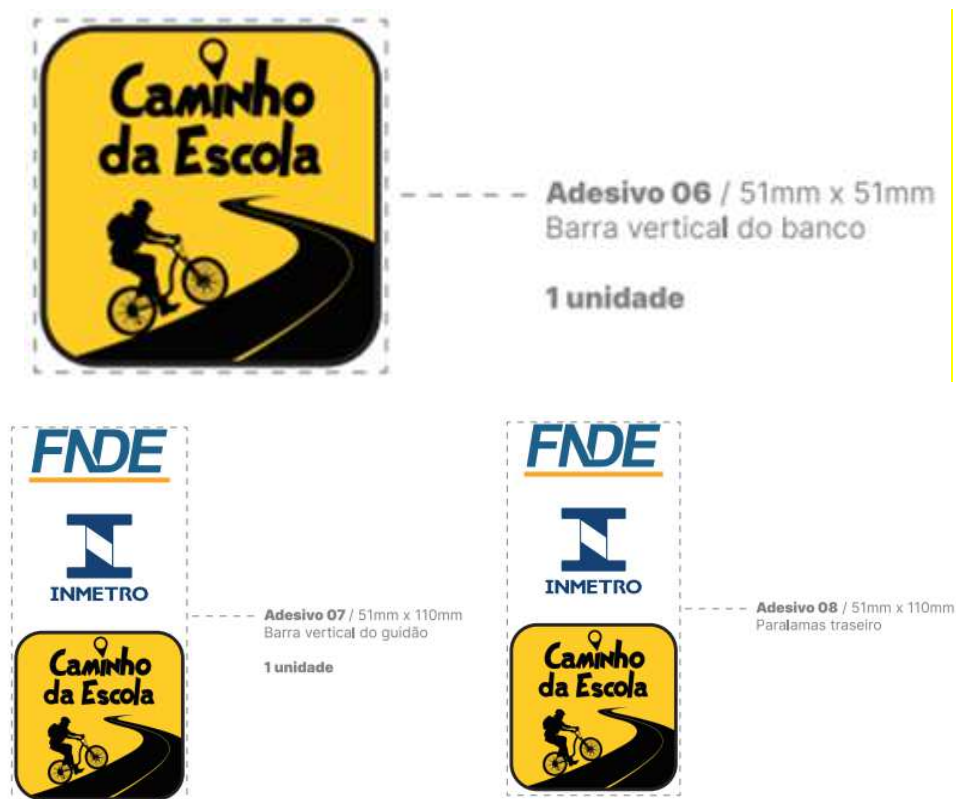 Caminho
da Escola
Adesivo 06 / 51mm x 51mm
Barra vertical do banco
1 unidade
FNDE
INMETRO
Caminho
da Escola
Adesivo 07 / 51mm x 110mm
Barra vertical do guidão
1 unidade
FNDE
INMETRO
Caminho
da Escola
Adesivo 08 / 51mm x 110mm
Paralamas traseiro